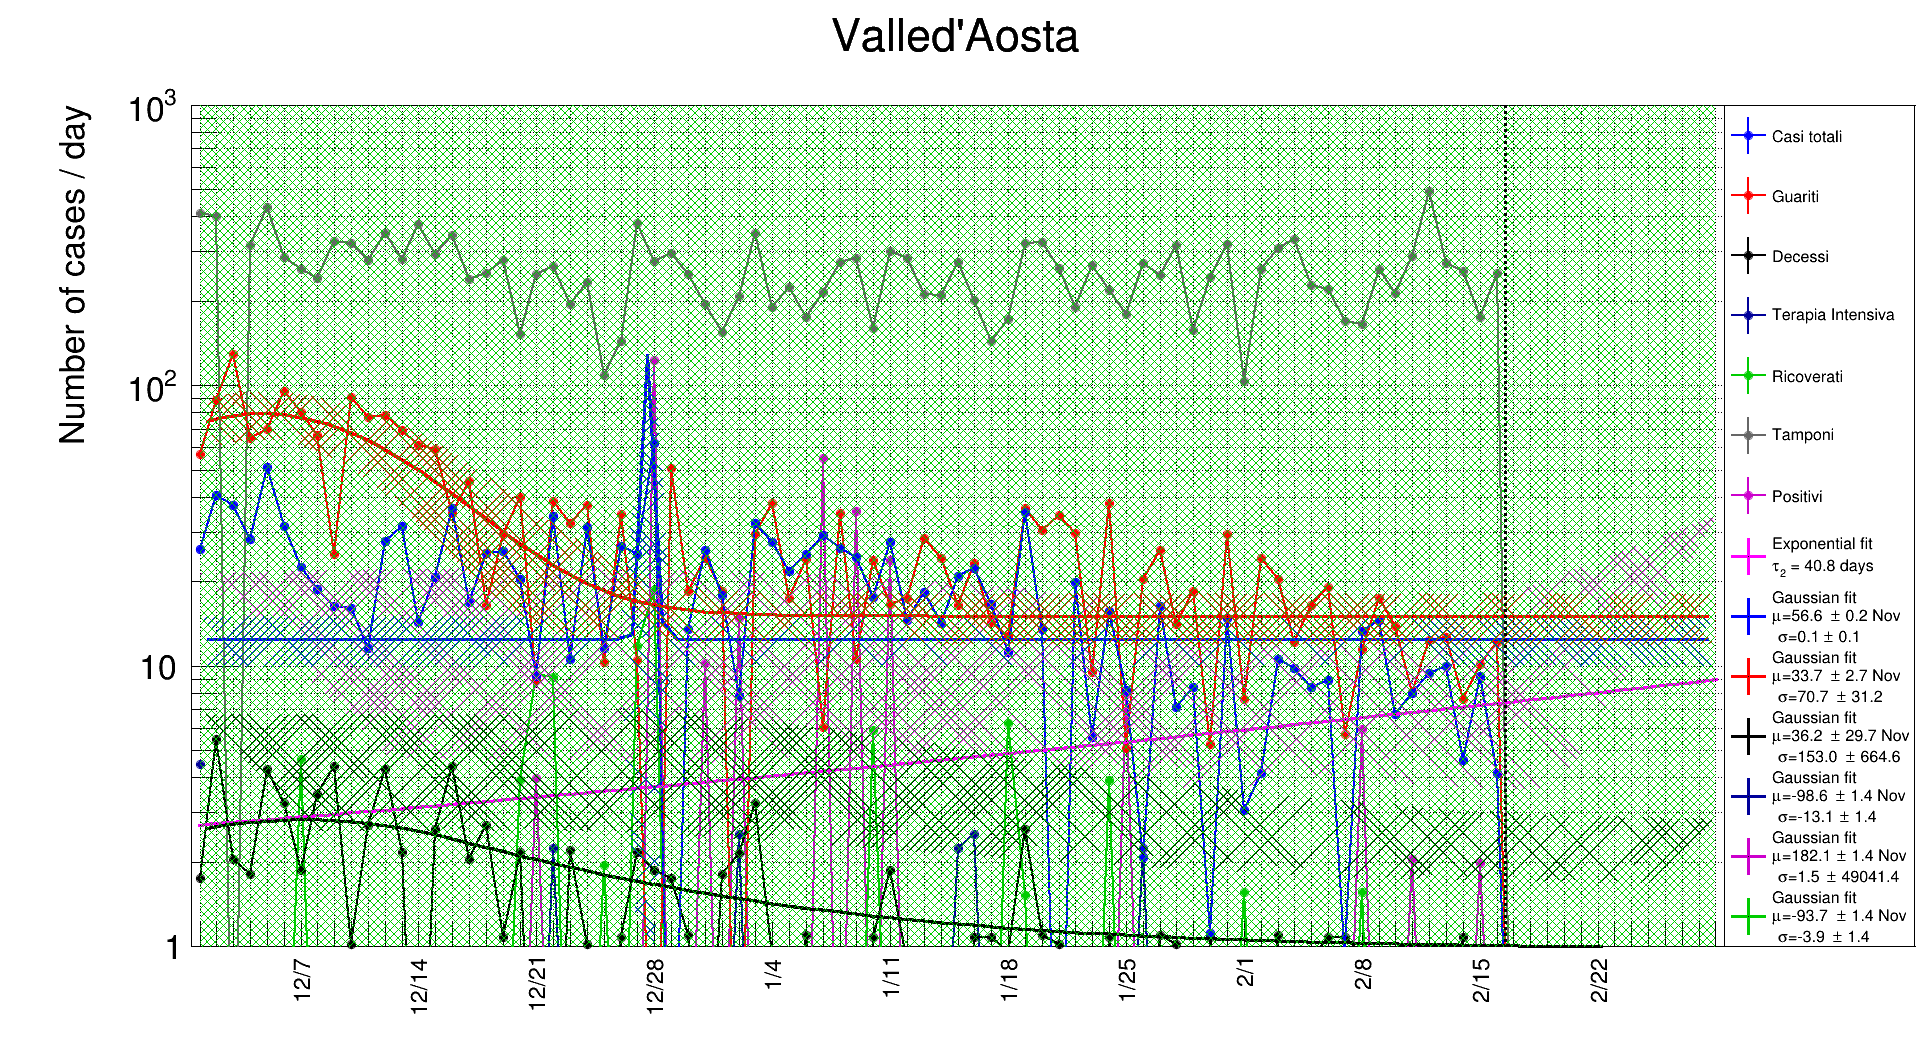 Valled'Aosta
Number of cases / day
10³
10²
10
1
12/7
12/14
12/21
12/28
1/4
1/11
1/18
1/25
2/1
2/8
2/15
2/22
Casi totali
Guariti
Decessi
Terapia Intensiva
Ricoverati
Tamponi
Positivi
Exponential fit
τ₂ = 40.8 days
Gaussian fit
μ=56.6 ± 0.2 Nov
σ=0.1 ± 0.1
Gaussian fit
μ=33.7 ± 2.7 Nov
σ=70.7 ± 31.2
Gaussian fit
μ=36.2 ± 29.7 Nov
σ=153.0 ± 664.6
Gaussian fit
μ=-98.6 ± 1.4 Nov
σ=-13.1 ± 1.4
Gaussian fit
μ=182.1 ± 1.4 Nov
σ=1.5 ± 49041.4
Gaussian fit
μ=-93.7 ± 1.4 Nov
σ=-3.9 ± 1.4